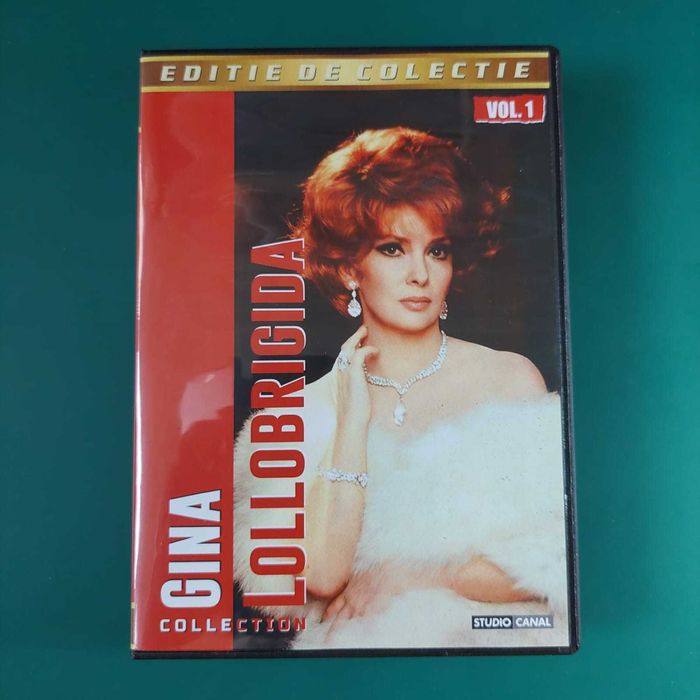 EDITIE DE COLECTIE
VOL.1
GINA
LOLLOBRIGIDA
COLLECTION
STUDIO CANAL